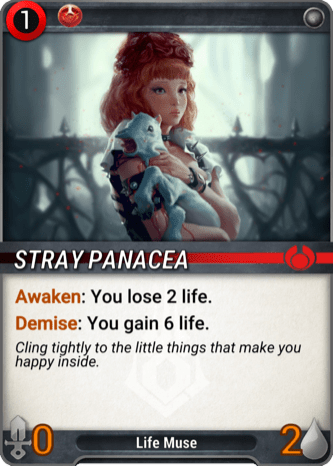 1
STRAY PANACEA
Awaken: You lose 2 life.
Demise: You gain 6 life.
Cling tightly to the little things that make you
happy inside.
0
Life Muse
2